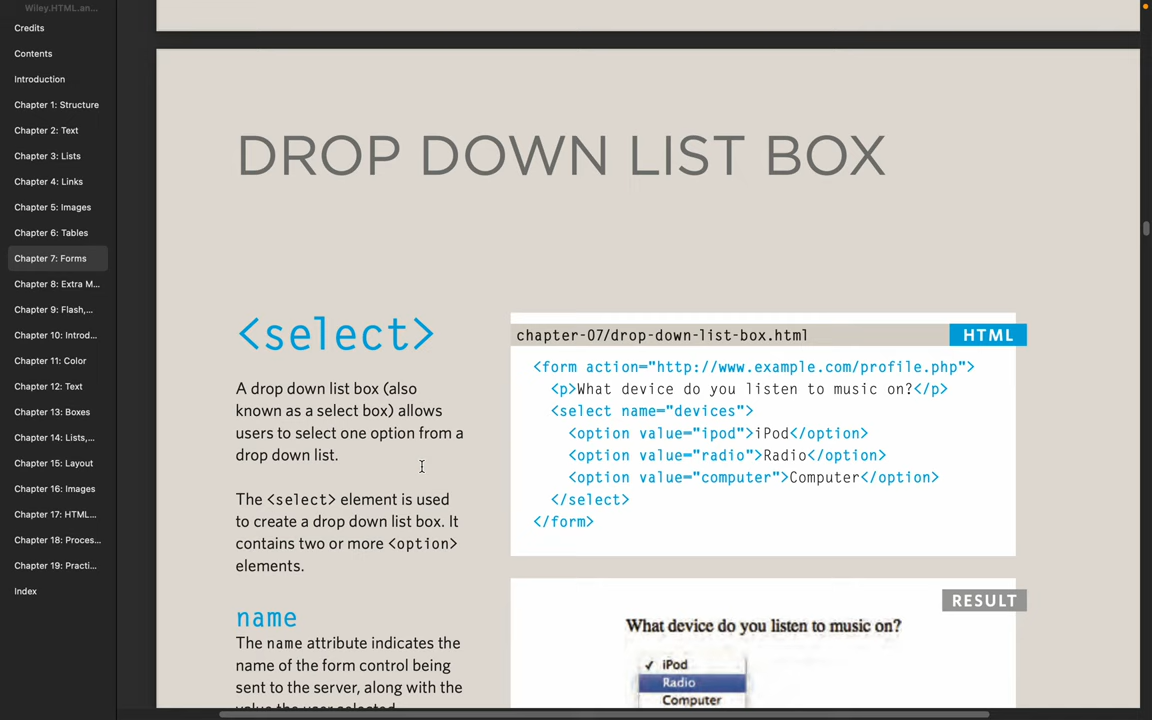 Wiley.HTML.an...
Credits
Contents
Introduction
Chapter 1: Structure
Chapter 2: Text
Chapter 3: Lists
Chapter 4: Links
Chapter 5: Images
Chapter 6: Tables
Chapter 7: Forms
Chapter 8: Extra M...
Chapter 9: Flash,...
Chapter 10: Introd...
Chapter 11: Color
Chapter 12: Text
Chapter 13: Boxes
Chapter 14: Lists,...
Chapter 15: Layout
Chapter 16: Images
Chapter 17: HTML...
Chapter 18: Proces...
Chapter 19: Practi...
Index
DROP DOWN LIST BOX
<select>
A drop down list box (also
known as a select box) allows
users to select one option from a
drop down list.
The <select> element is used
to create a drop down list box. It
contains two or more <option>
elements.
name
The name attribute indicates the
name of the form control being
sent to the server, along with the
value the user selected.
chapter-07/drop-down-list-box.html
HTML
<form action="http://www.example.com/profile.php">
<p>What device do you listen to music on?</p>
<select name="devices">
<option value="ipod">iPod</option>
<option value="radio">Radio</option>
<option value="computer">Computer</option>
</select>
</form>
RESULT
What device do you listen to music on?
✓ iPod
Radio
Computer